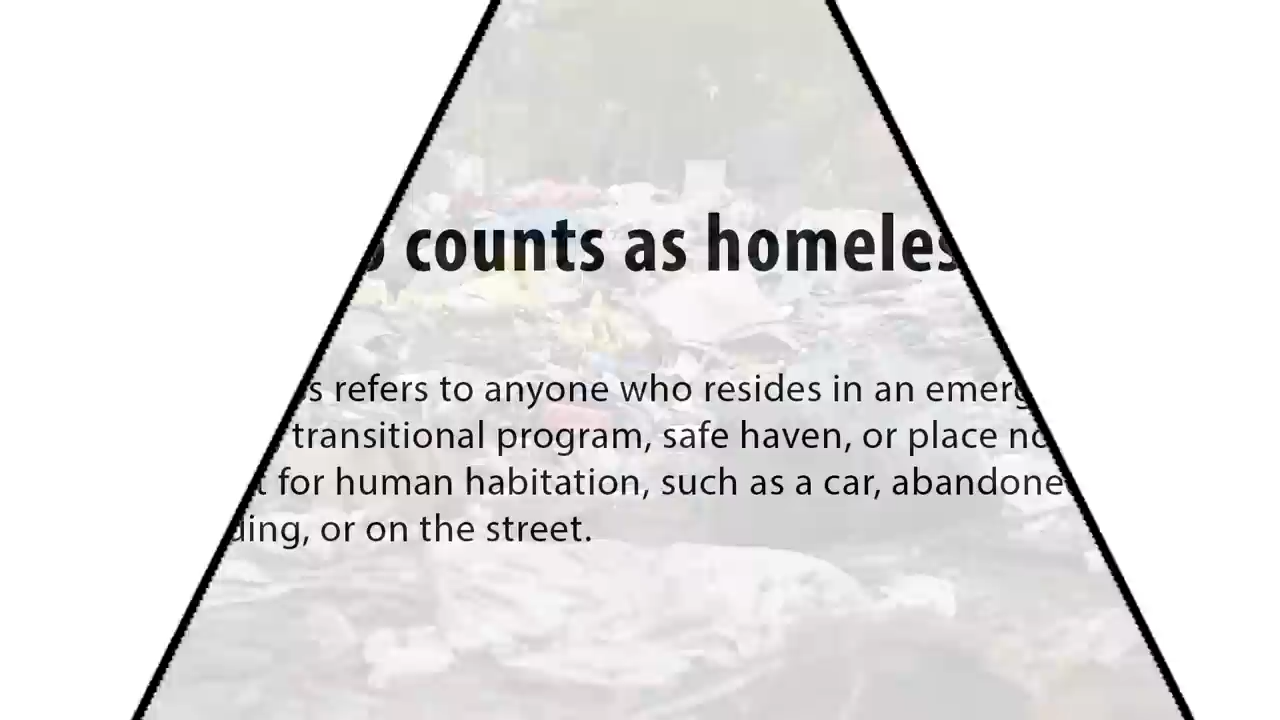 counts as homeles
s refers to anyone who resides in an emerg
transitional program, safe haven, or place no
t for human habitation, such as a car, abandone
ding, or on the street.